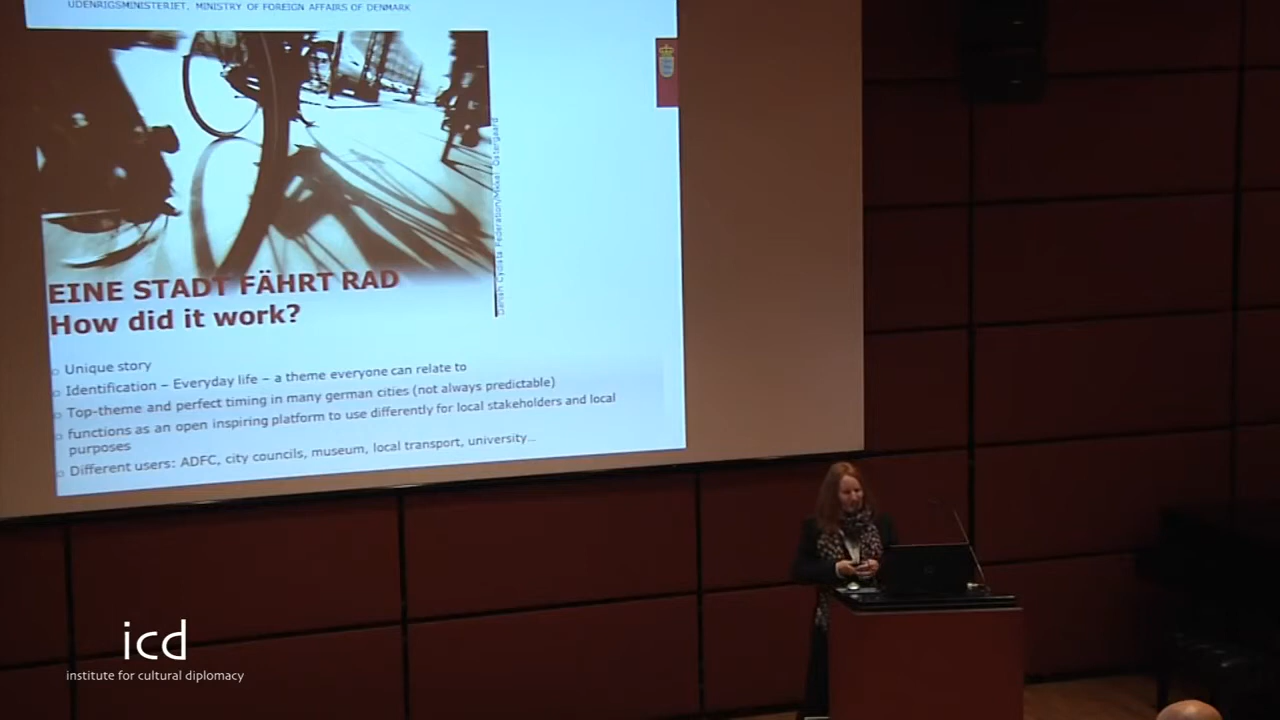 UDENRIGSMINISTERIET, MINISTRY OF FOREIGN AFFAIRS OF DENMARK
Danish Cyclists Federation/Mikkel Østergaard
EINE STADT FÄHRT RAD
How did it work?
Unique story
Identification – Everyday life – a theme everyone can relate to
Top-theme and perfect timing in many german cities (not always predictable)
functions as an open inspiring platform to use differently for local stakeholders and local
purposes
Different users: ADFC, city councils, museum, local transport, university...
icd
institute for cultural diplomacy